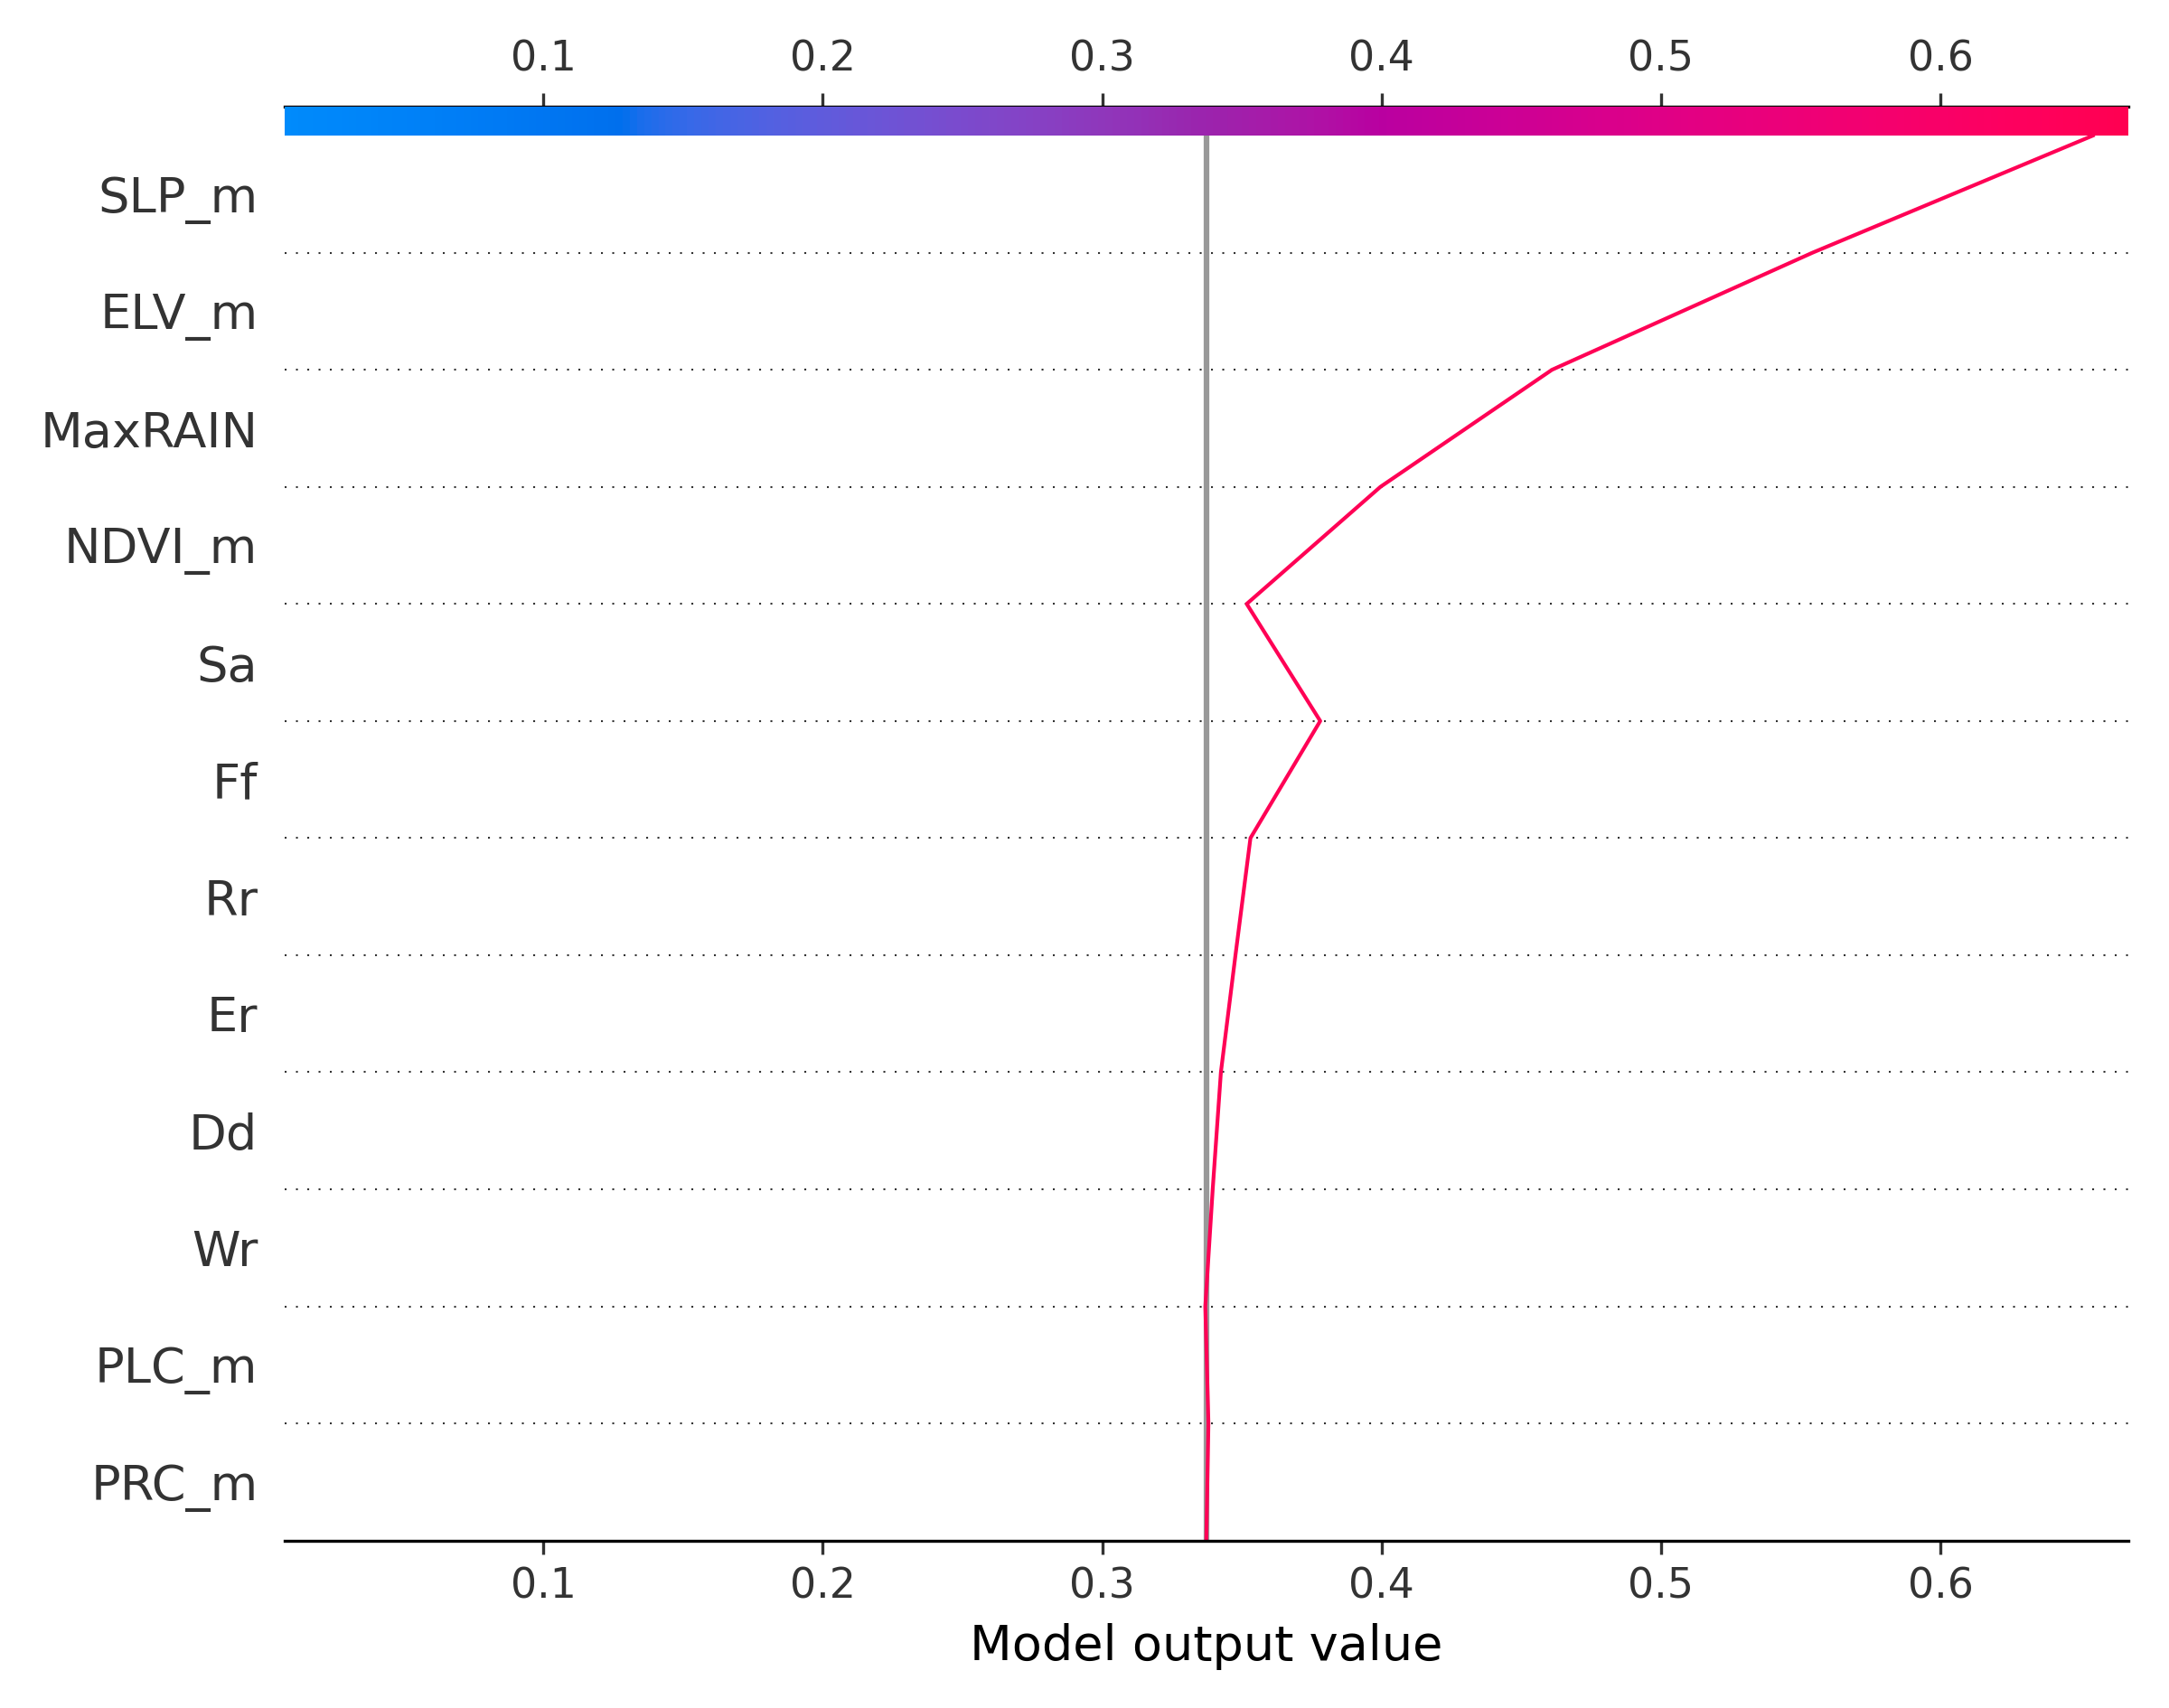 0.1 0.2 0.3 0.4 0.5 0.6
SLP_m
ELV_m
MaxRAIN
NDVI_m
Sa
Ff
Rr
Er
Dd
Wr
PLC_m
PRC_m
0.1 0.2 0.3 0.4 0.5 0.6
Model output value